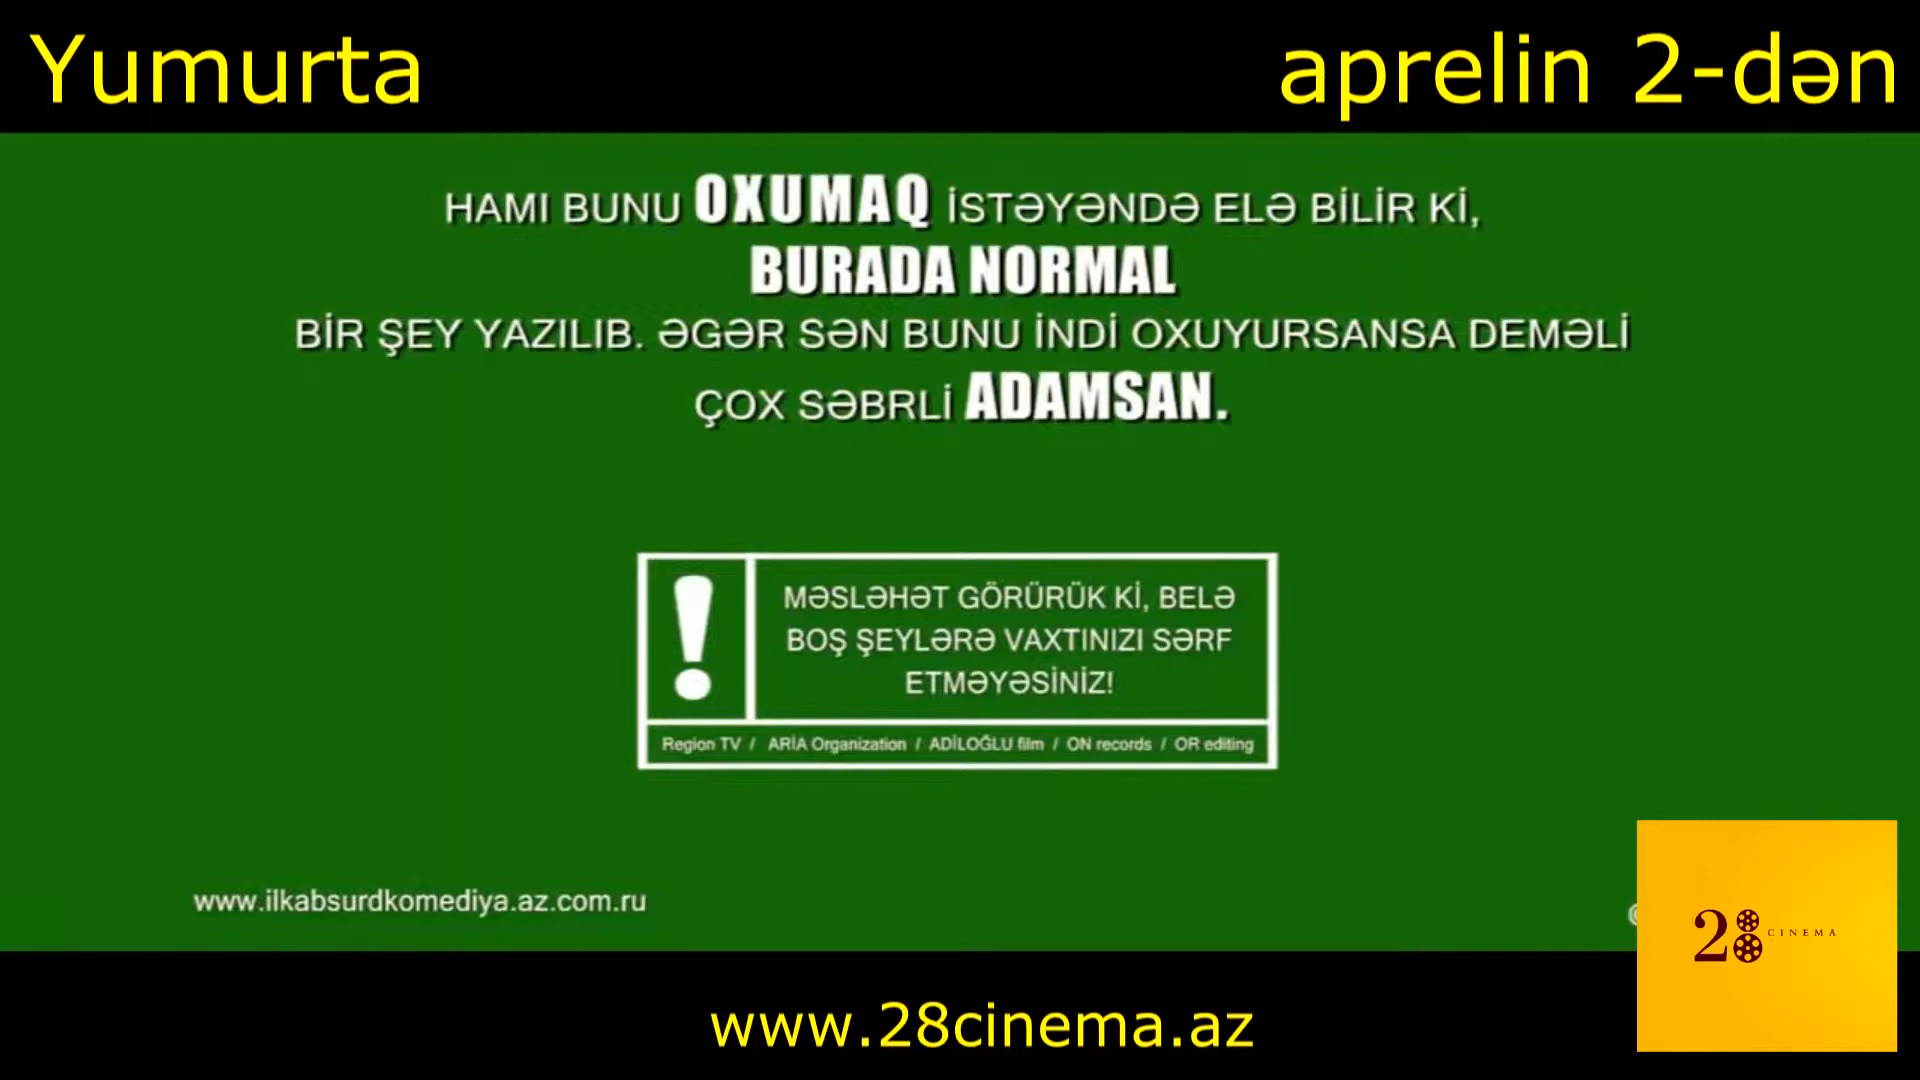 Yumurta
aprelin 2-dən
HAMI BUNU OXUMAQ İSTƏYƏNDƏ ELƏ BİLİR Kİ,
BURADA NORMAL
BİR ŞEY YAZILIB. ƏGƏR SƏN BUNU İNDİ OXUYURSANSA DEMƏLİ
ÇOX SƏBRLİ ADAMSAN.
!
MƏSLƏHƏT GÖRÜRÜK Kİ, BELƏ
BOŞ ŞEYLƏRƏ VAXTINIZI SƏRF
ETMƏYƏSİNİZ!
Region TV / ARİA Organization / ADİLOĞLU film / ON records / OR editing
www.ilkabsurdkomediya.az.com.ru
28 CINEMA
www.28cinema.az